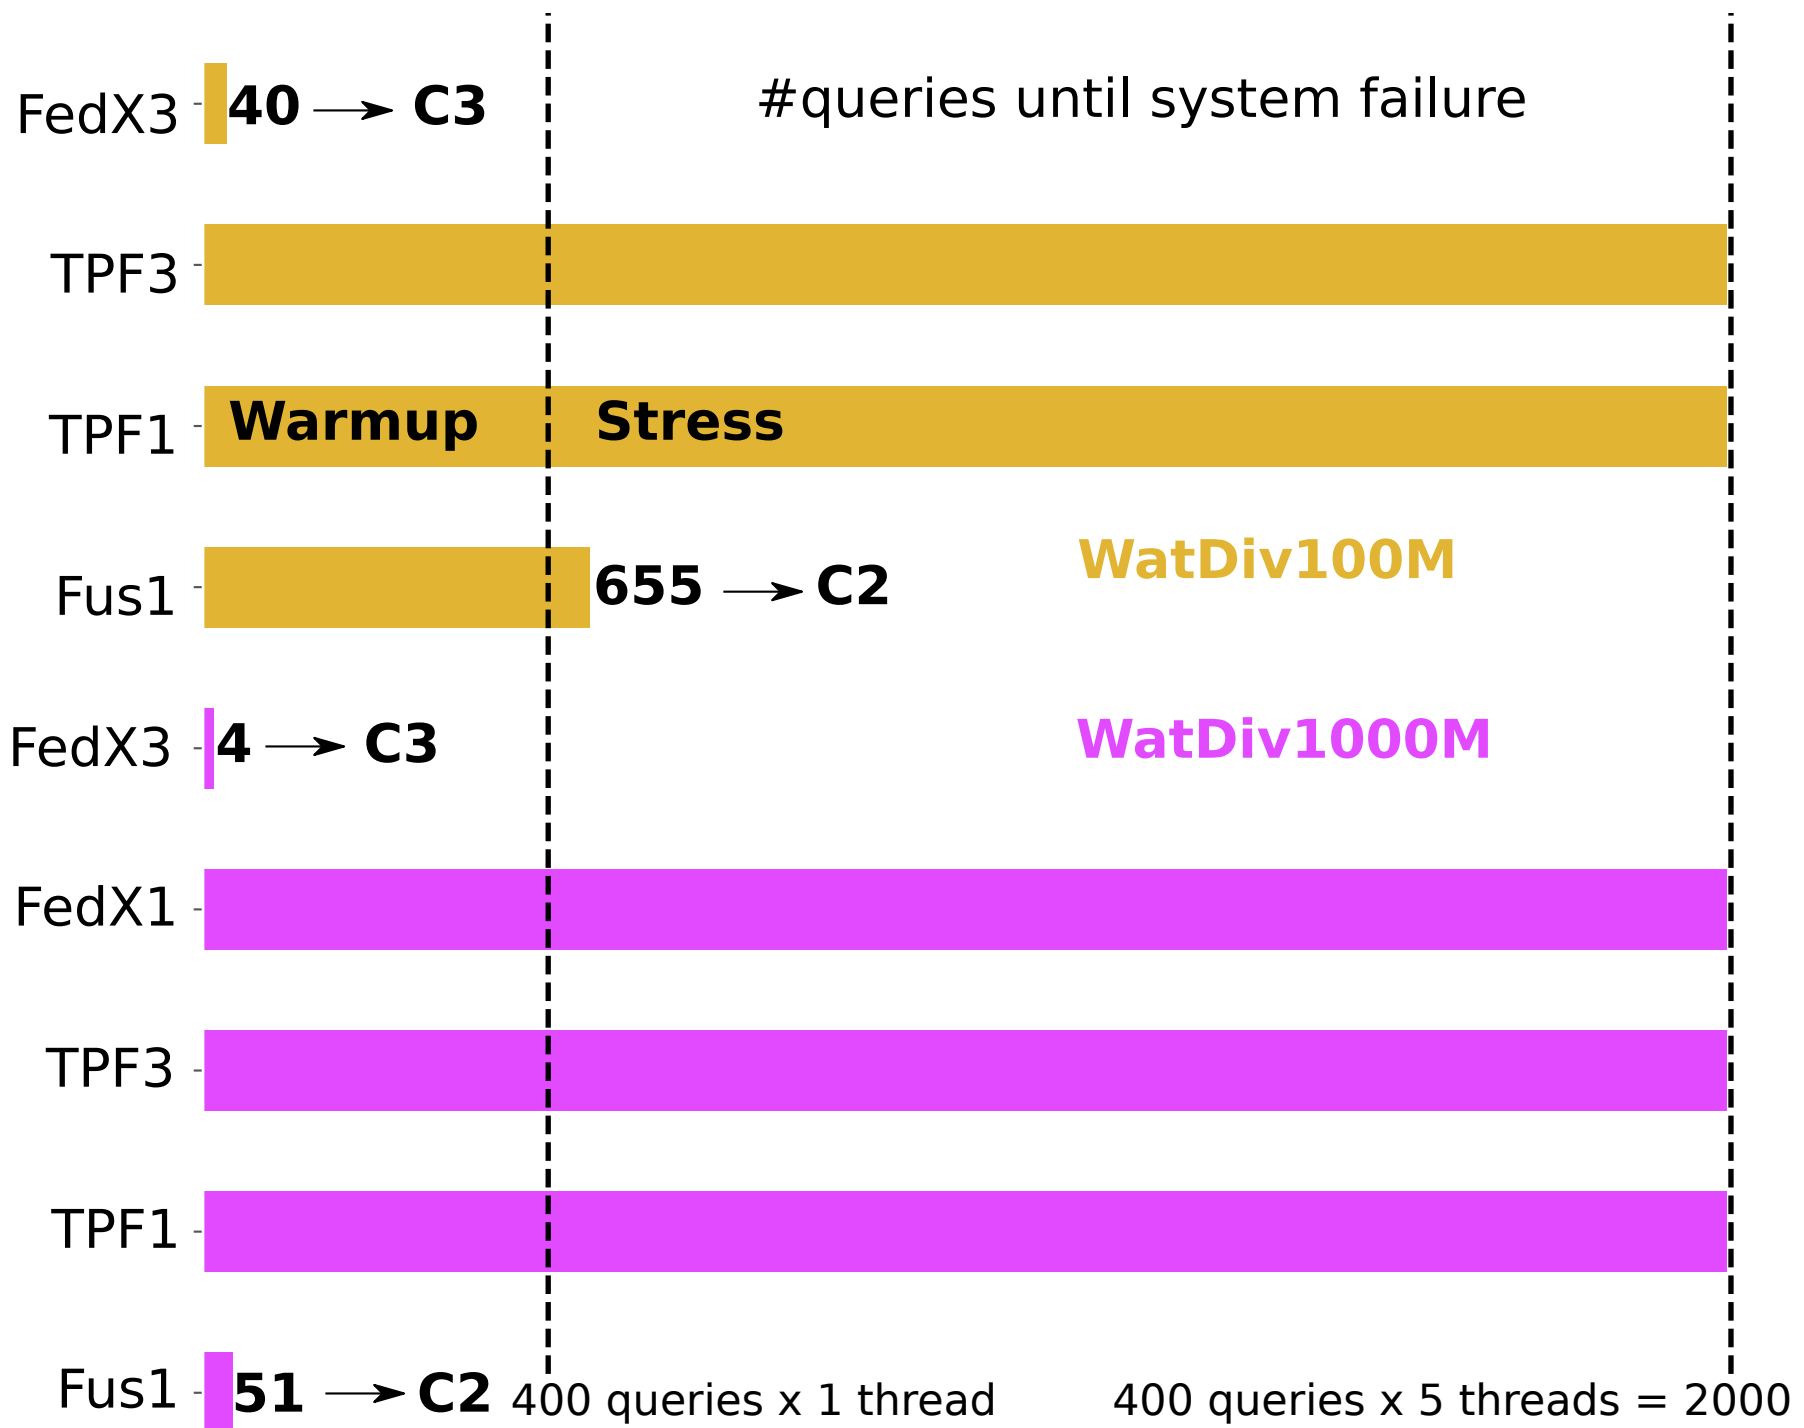 FedX3 40 C3 #queries until system failure
TPF3
TPF1 Warmup Stress
WatDiv100M
Fus1 655 C2
FedX3 4 C3 WatDiv1000M
FedX1
TPF3
TPF1
Fus1 51 C2 400 queries x 1 thread 400 queries x 5 threads = 2000